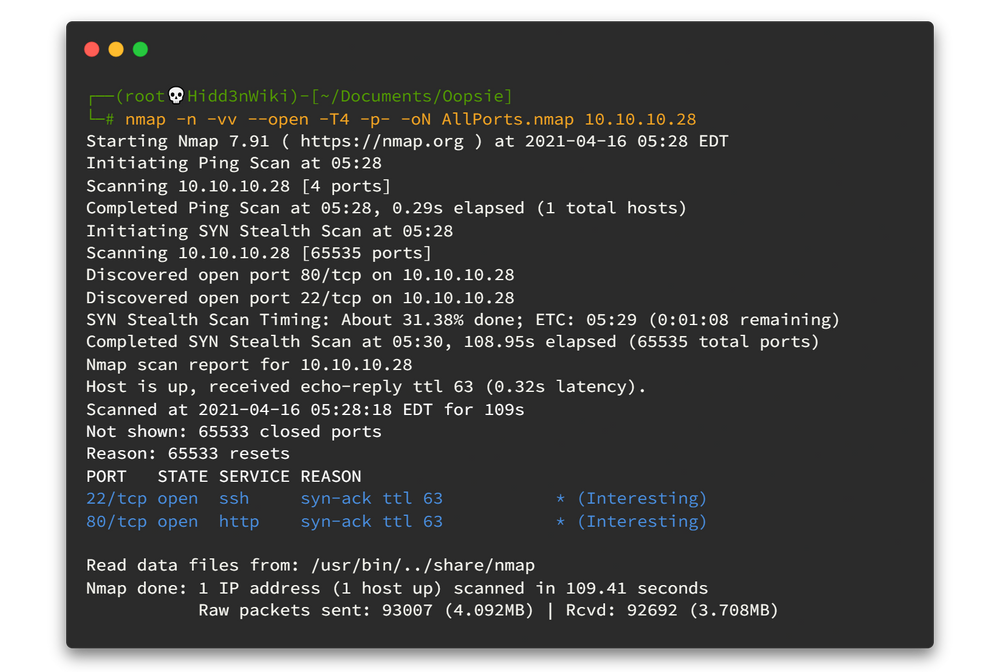 ┌──(root💀Hidd3nWiki)-[~/Documents/Oopsie]
└─# nmap -n -vv --open -T4 -p- -oN AllPorts.nmap 10.10.10.28
Starting Nmap 7.91 ( https://nmap.org ) at 2021-04-16 05:28 EDT
Initiating Ping Scan at 05:28
Scanning 10.10.10.28 [4 ports]
Completed Ping Scan at 05:28, 0.29s elapsed (1 total hosts)
Initiating SYN Stealth Scan at 05:28
Scanning 10.10.10.28 [65535 ports]
Discovered open port 80/tcp on 10.10.10.28
Discovered open port 22/tcp on 10.10.10.28
SYN Stealth Scan Timing: About 31.38% done; ETC: 05:29 (0:01:08 remaining)
Completed SYN Stealth Scan at 05:30, 108.95s elapsed (65535 total ports)
Nmap scan report for 10.10.10.28
Host is up, received echo-reply ttl 63 (0.32s latency).
Scanned at 2021-04-16 05:28:18 EDT for 109s
Not shown: 65533 closed ports
Reason: 65533 resets
PORT   STATE SERVICE REASON
22/tcp open  ssh     syn-ack ttl 63           * (Interesting)
80/tcp open  http    syn-ack ttl 63           * (Interesting)
Read data files from: /usr/bin/../share/nmap
Nmap done: 1 IP address (1 host up) scanned in 109.41 seconds
           Raw packets sent: 93007 (4.092MB) | Rcvd: 92692 (3.708MB)